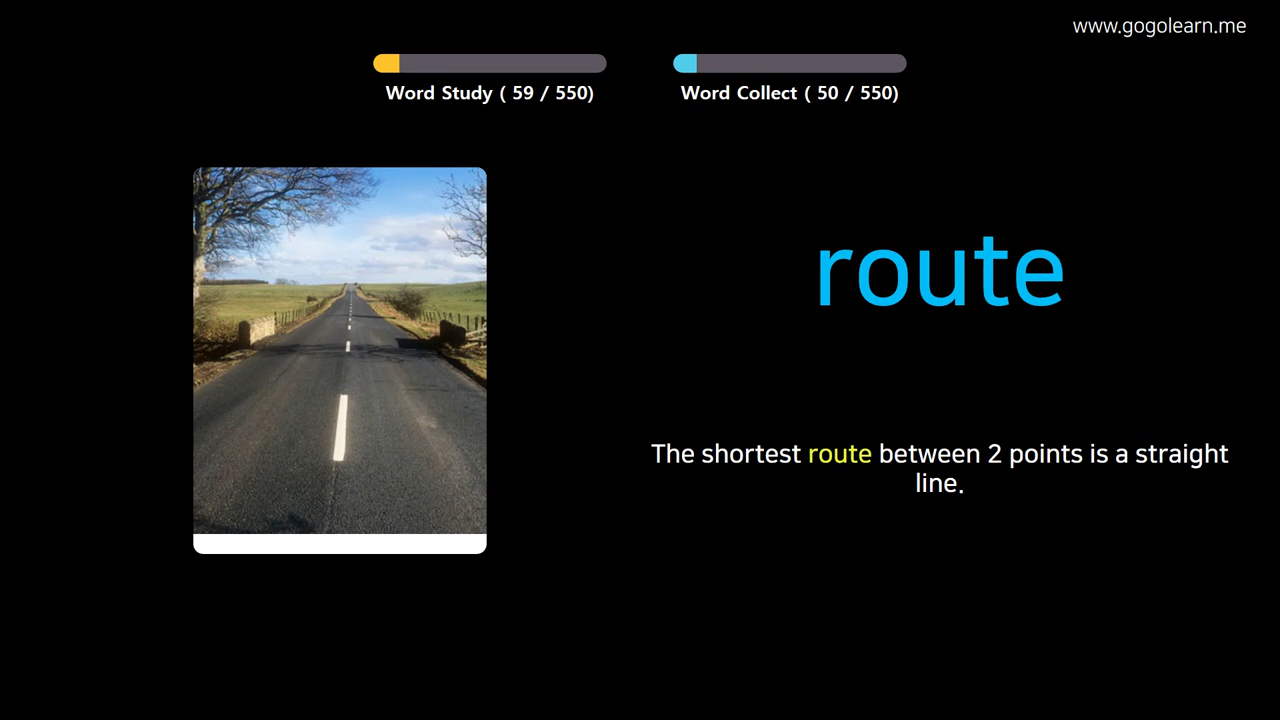 www.gogolearn.me
Word Study ( 59 / 550)
Word Collect ( 50 / 550)
route
The shortest route between 2 points is a straight
line.